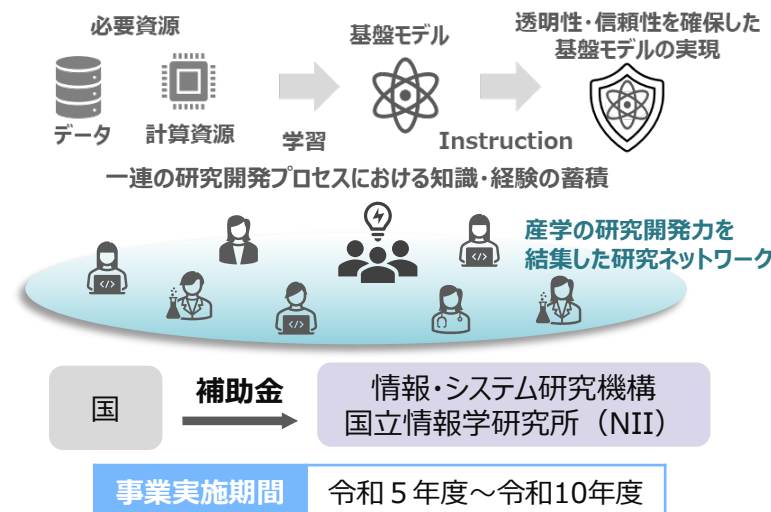 必要資源
データ
計算資源
学習
基盤モデル
Instruction
透明性・信頼性を確保した
基盤モデルの実現
一連の研究開発プロセスにおける知識・経験の蓄積
</>
</>
</>
産学の研究開発力を
結集した研究ネットワーク
国
補助金
情報・システム研究機構
国立情報学研究所（NII）
事業実施期間
令和５年度～令和10年度